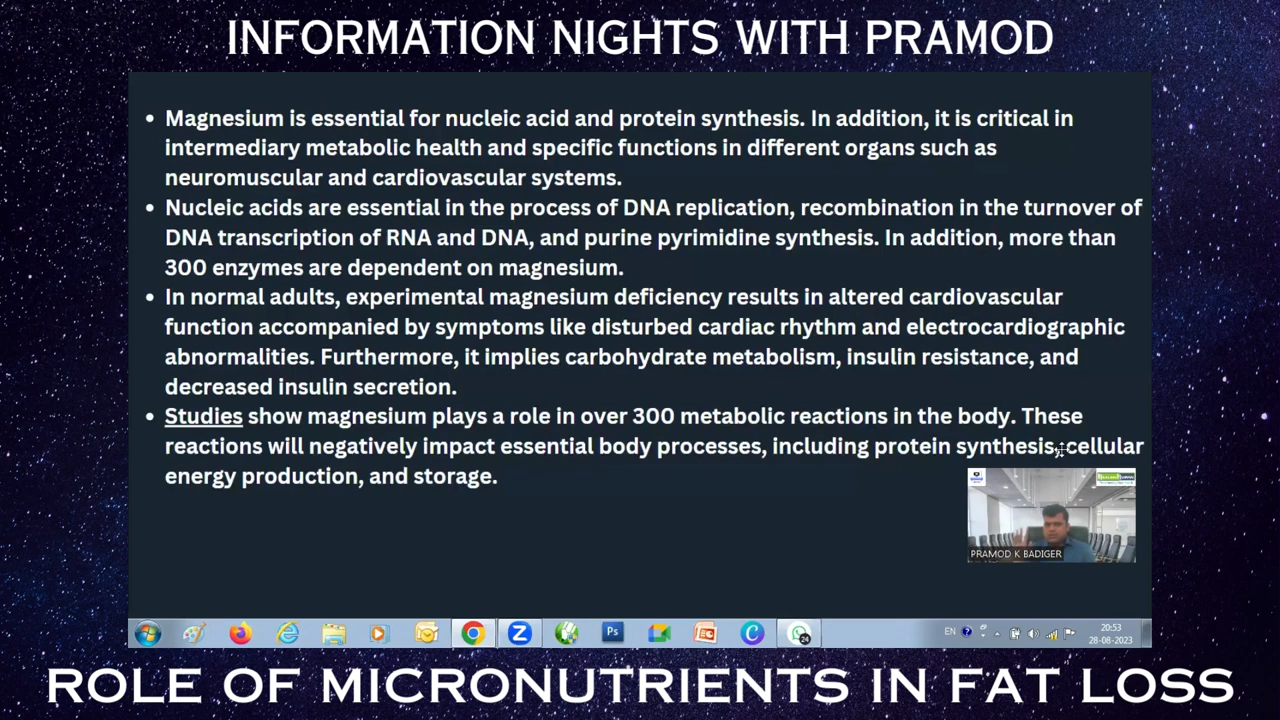 INFORMATION NIGHTS WITH PRAMOD
• Magnesium is essential for nucleic acid and protein synthesis. In addition, it is critical in
intermediary metabolic health and specific functions in different organs such as
neuromuscular and cardiovascular systems.
• Nucleic acids are essential in the process of DNA replication, recombination in the turnover of
DNA transcription of RNA and DNA, and purine pyrimidine synthesis. In addition, more than
300 enzymes are dependent on magnesium.
• In normal adults, experimental magnesium deficiency results in altered cardiovascular
function accompanied by symptoms like disturbed cardiac rhythm and electrocardiographic
abnormalities. Furthermore, it implies carbohydrate metabolism, insulin resistance, and
decreased insulin secretion.
• Studies show magnesium plays a role in over 300 metabolic reactions in the body. These
reactions will negatively impact essential body processes, including protein synthesis, cellular
energy production, and storage.
PRAMOD K BADIGER
Ps
EN
20:53
28-08-2023
24
ROLE OF MICRONUTRIENTS IN FAT LOSS